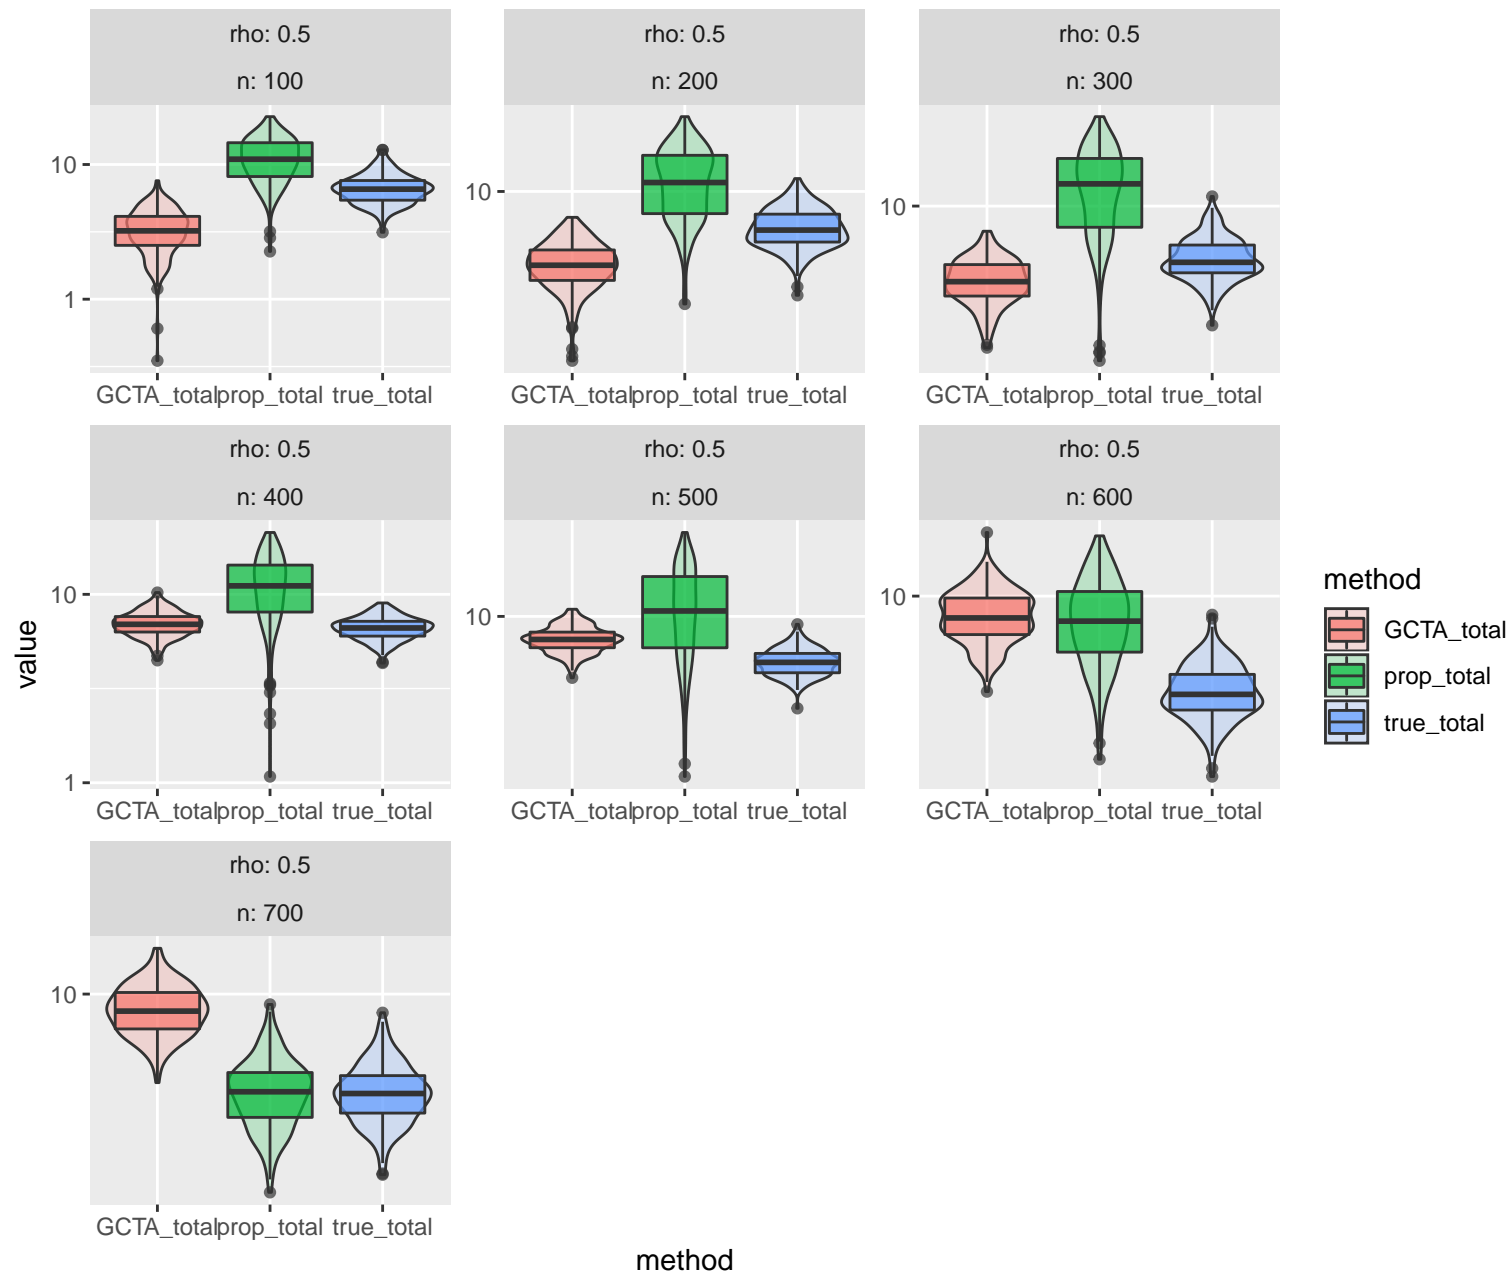 rho: 0.5
rho: 0.5
rho: 0.5
n: 100
n: 200
n: 300
10
1
10
10
GCTA_total prop_total true_total
GCTA_total prop_total true_total
GCTA_total prop_total true_total
rho: 0.5
rho: 0.5
rho: 0.5
n: 400
n: 500
n: 600
10
1
10
10
GCTA_total prop_total true_total
GCTA_total prop_total true_total
GCTA_total prop_total true_total
rho: 0.5
n: 700
10
GCTA_total prop_total true_total
value
method
method
GCTA_total
prop_total
true_total